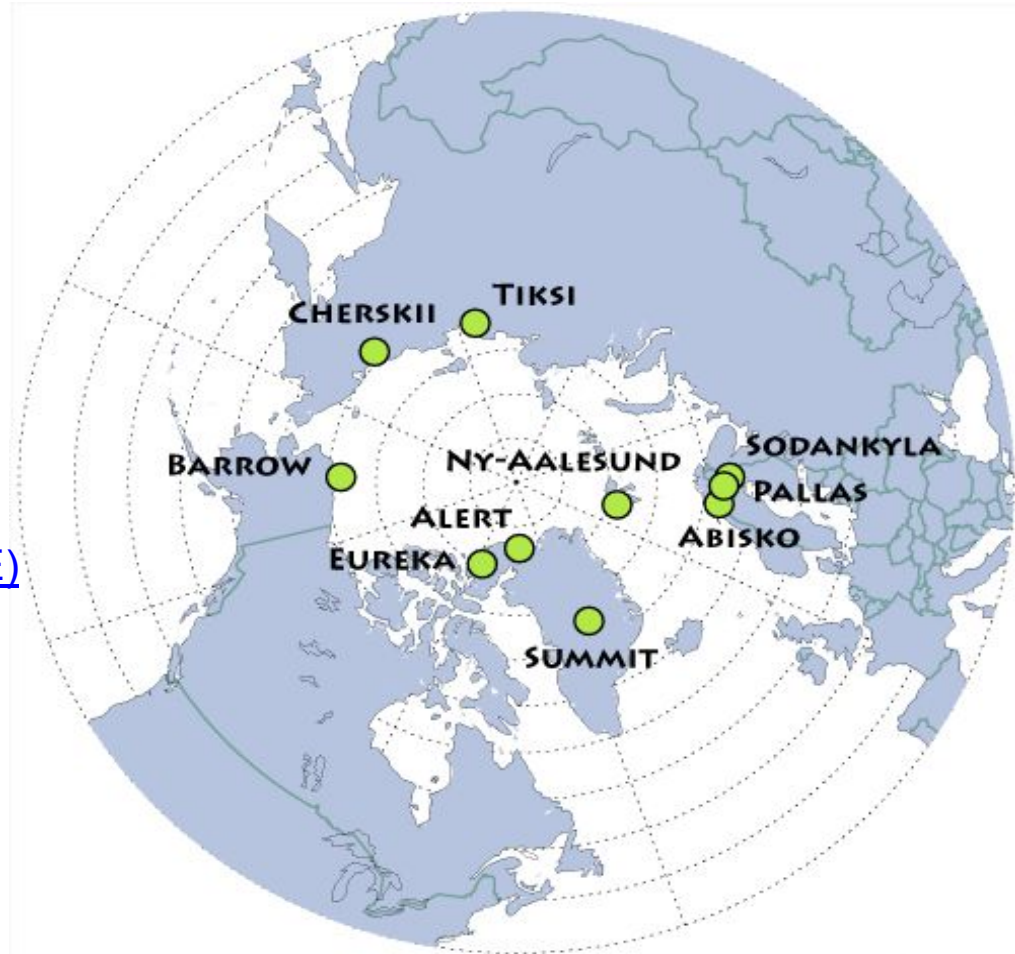 TIKSI
CHERSKII
SODANKYLA
BARROW
NY-AALESUND
PALLAS
ALERT
ABISKO
EUREKA
E)
SUMMIT